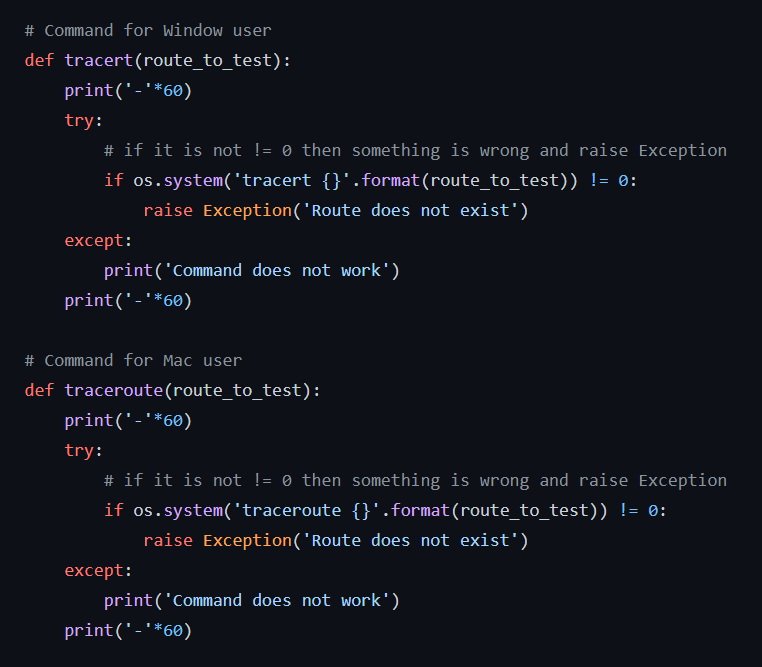 # Command for Window user
def tracert(route_to_test):
    print('-'*60)
    try:
        # if it is not != 0 then something is wrong and raise Exception
        if os.system('tracert {}'.format(route_to_test)) != 0:
            raise Exception('Route does not exist')
    except:
        print('Command does not work')
    print('-'*60)

# Command for Mac user
def traceroute(route_to_test):
    print('-'*60)
    try:
        # if it is not != 0 then something is wrong and raise Exception
        if os.system('traceroute {}'.format(route_to_test)) != 0:
            raise Exception('Route does not exist')
    except:
        print('Command does not work')
    print('-'*60)